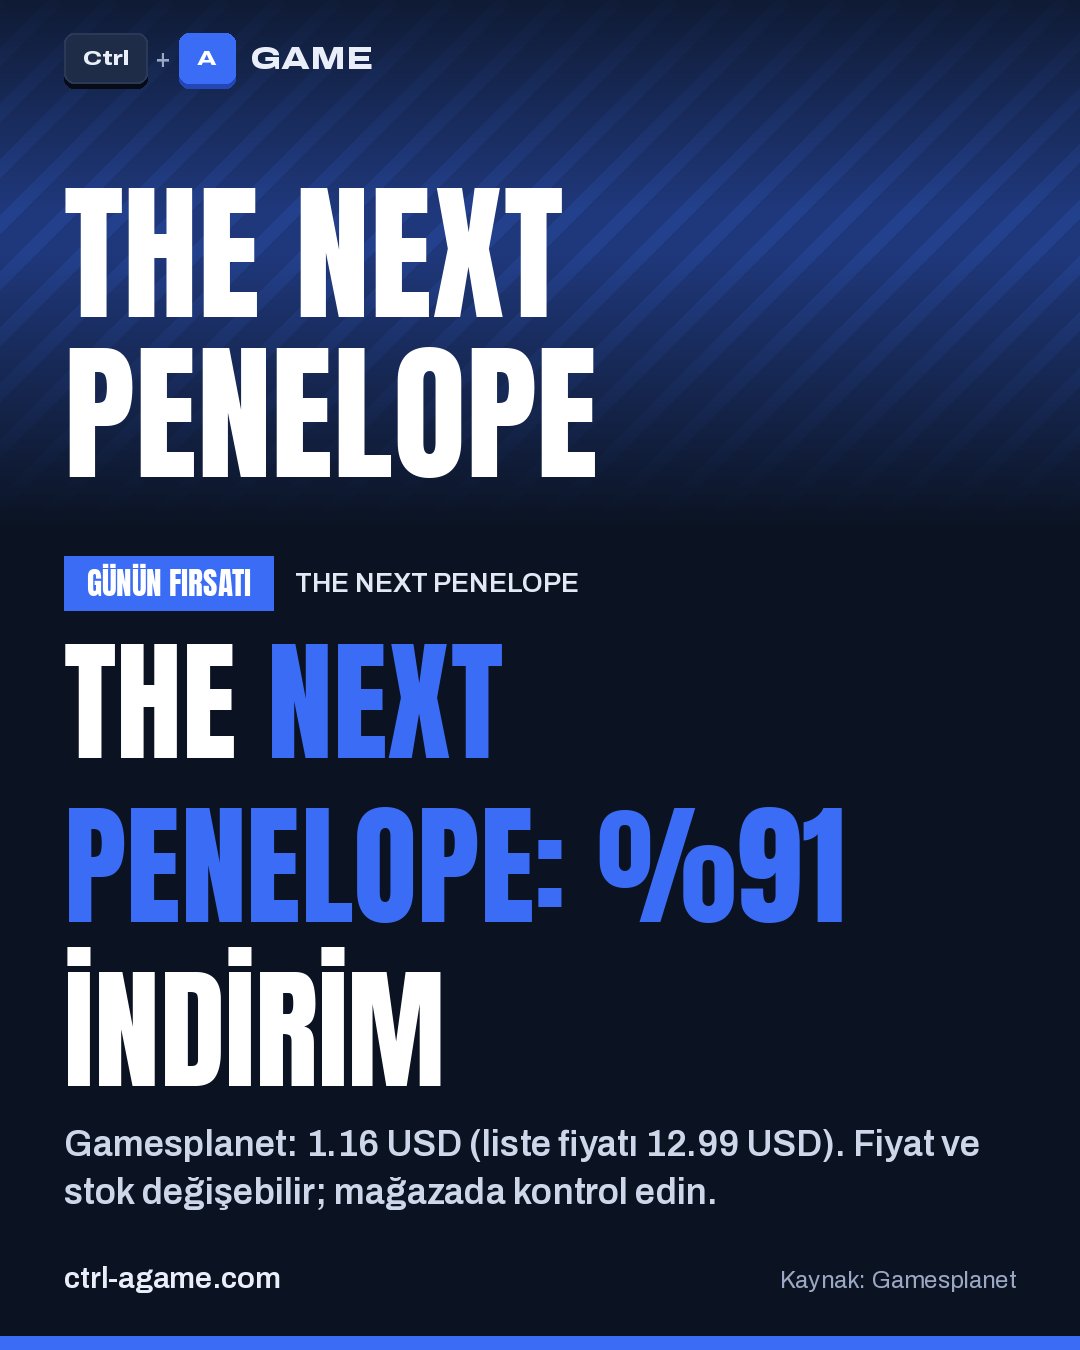 Ctrl + A GAME
THE NEXT
PENELOPE
GÜNÜN FIRSATI THE NEXT PENELOPE
THE NEXT
PENELOPE: %91
İNDİRİM
Gamesplanet: 1.16 USD (liste fiyatı 12.99 USD). Fiyat ve
stok değişebilir; mağazada kontrol edin.
ctrl-agame.com Kaynak: Gamesplanet